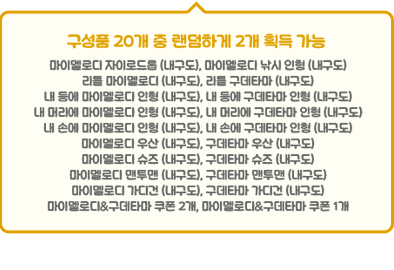 구성품 20개 중 랜덤하게 2개 획득 가능
마이멜로디 자이로드롭 (내구도), 마이멜로디 낚시 인형 (내구도)
리틀 마이멜로디 (내구도), 리틀 구데타마 (내구도)
내 등에 마이멜로디 인형 (내구도), 내 등에 구데타마 인형 (내구도)
내 머리에 마이멜로디 인형 (내구도), 내 머리에 구데타마 인형 (내구도)
내 손에 마이멜로디 인형 (내구도), 내 손에 구데타마 인형 (내구도)
마이멜로디 우산 (내구도), 구데타마 우산 (내구도)
마이멜로디 슈즈 (내구도), 구데타마 슈즈 (내구도)
마이멜로디 맨투맨 (내구도), 구데타마 맨투맨 (내구도)
마이멜로디 가디건 (내구도), 구데타마 가디건 (내구도)
마이멜로디&구데타마 쿠폰 2개, 마이멜로디&구데타마 쿠폰 1개